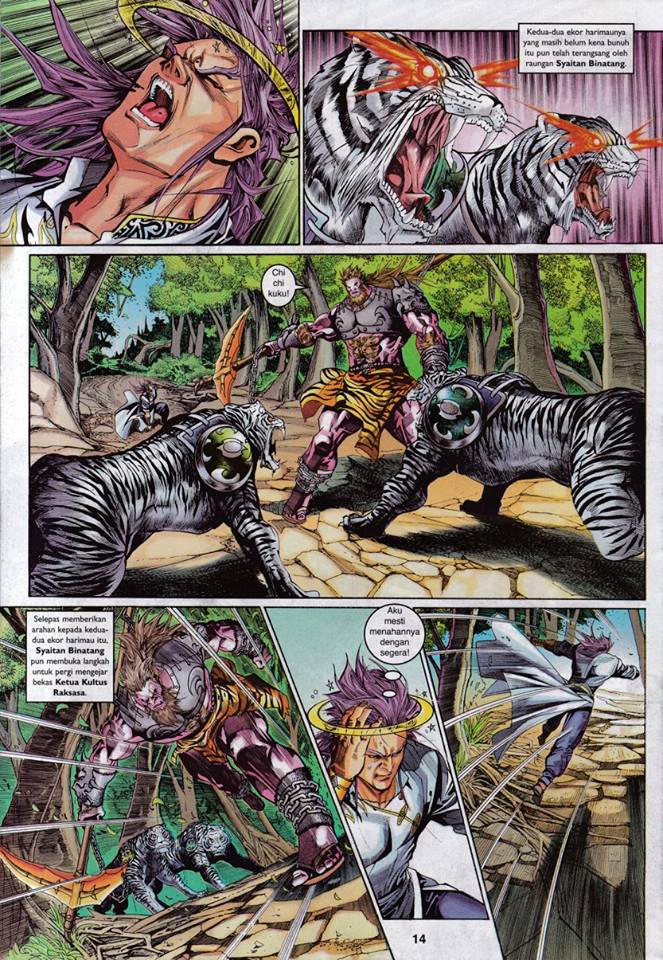 Kedua-dua ekor harimaunya
yang masih belum kena bunuh
itu pun telah terangsang oleh
raungan Syaitan Binatang.
Chi
chi
kuku!
Selepas memberikan
arahan kepada kedua-
dua ekor harimau itu,
Syaitan Binatang
pun membuka langkah
untuk pergi mengejar
bekas Ketua Kultus
Raksasa.
Aku
mesti
menahannya
dengan
segera!
14